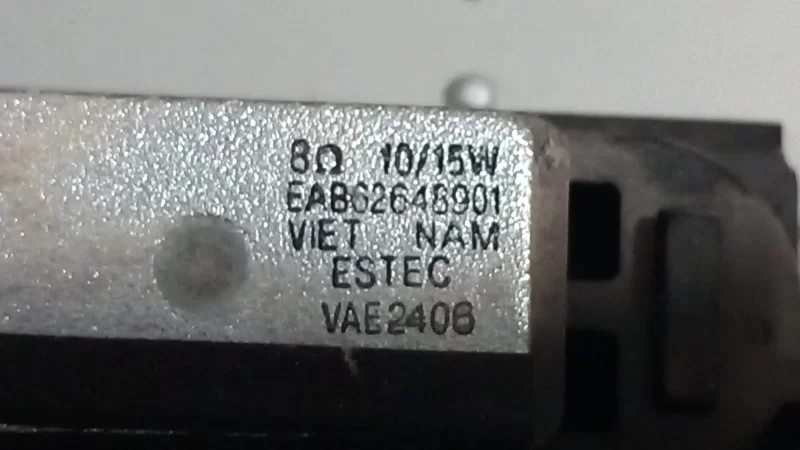 8Ω 10/15W
EAB62648901
VIET NAM
ESTEC
VAE2406